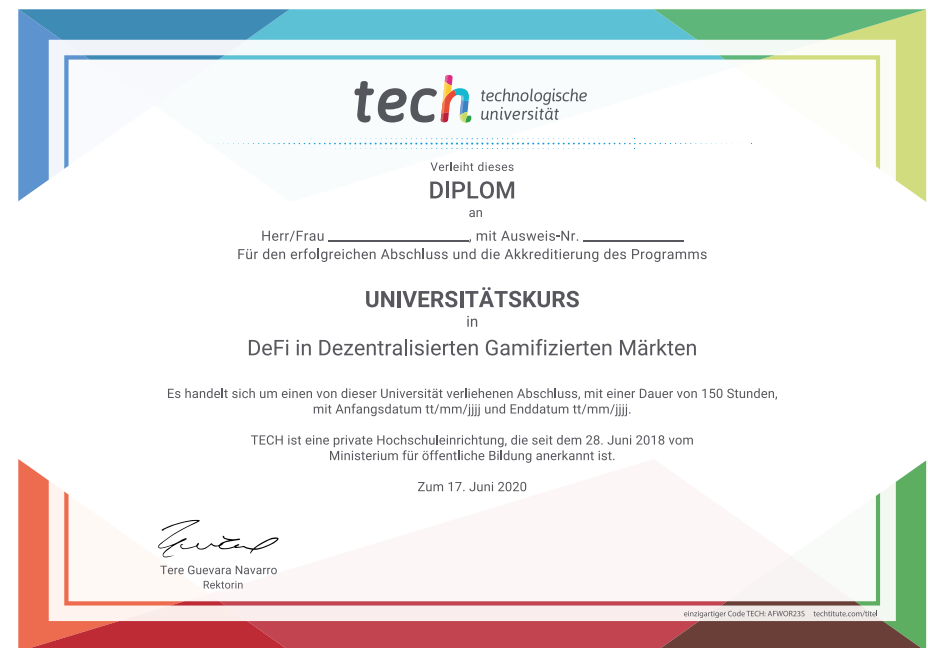 tech technologische
universität
Verleiht dieses
DIPLOM
an
Herr/Frau ____________________, mit Ausweis-Nr. ______________
Für den erfolgreichen Abschluss und die Akkreditierung des Programms
UNIVERSITÄTSKURS
in
DeFi in Dezentralisierten Gamifizierten Märkten
Es handelt sich um einen von dieser Universität verliehenen Abschluss, mit einer Dauer von 150 Stunden,
mit Anfangsdatum tt/mm/jjjj und Enddatum tt/mm/jjjj.
TECH ist eine private Hochschuleinrichtung, die seit dem 28. Juni 2018 vom
Ministerium für öffentliche Bildung anerkannt ist.
Zum 17. Juni 2020
Tere Guevara Navarro
Rektorin
einzigartiger Code TECH: AFWOR23S techtitute.com/titel